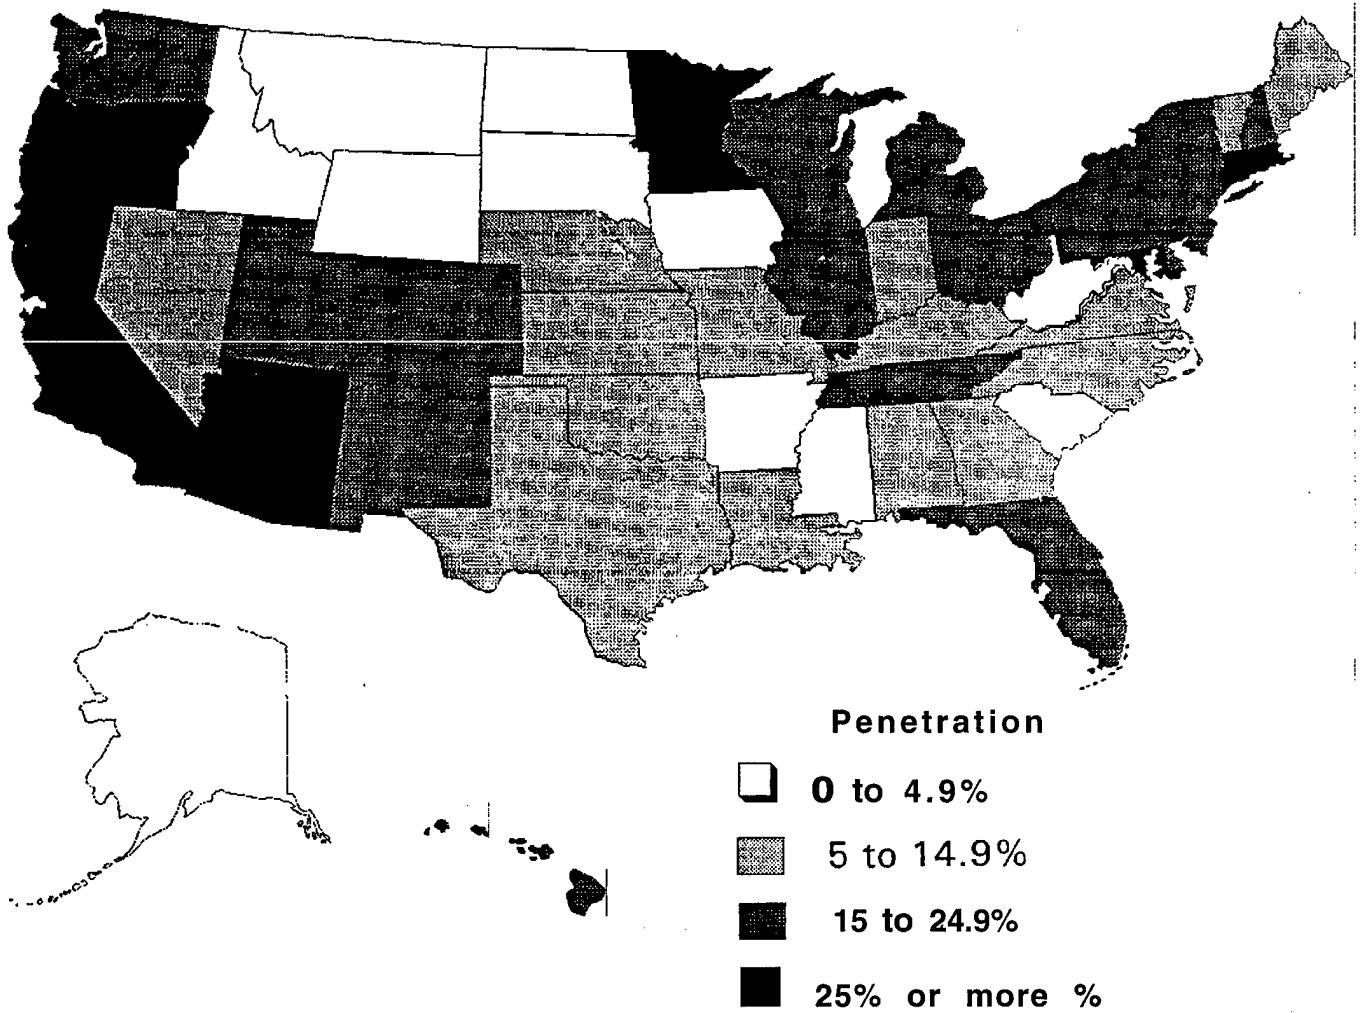 Penetration
0 to 4.9%
5 to 14.9%
15 to 24.9%
25% or more %